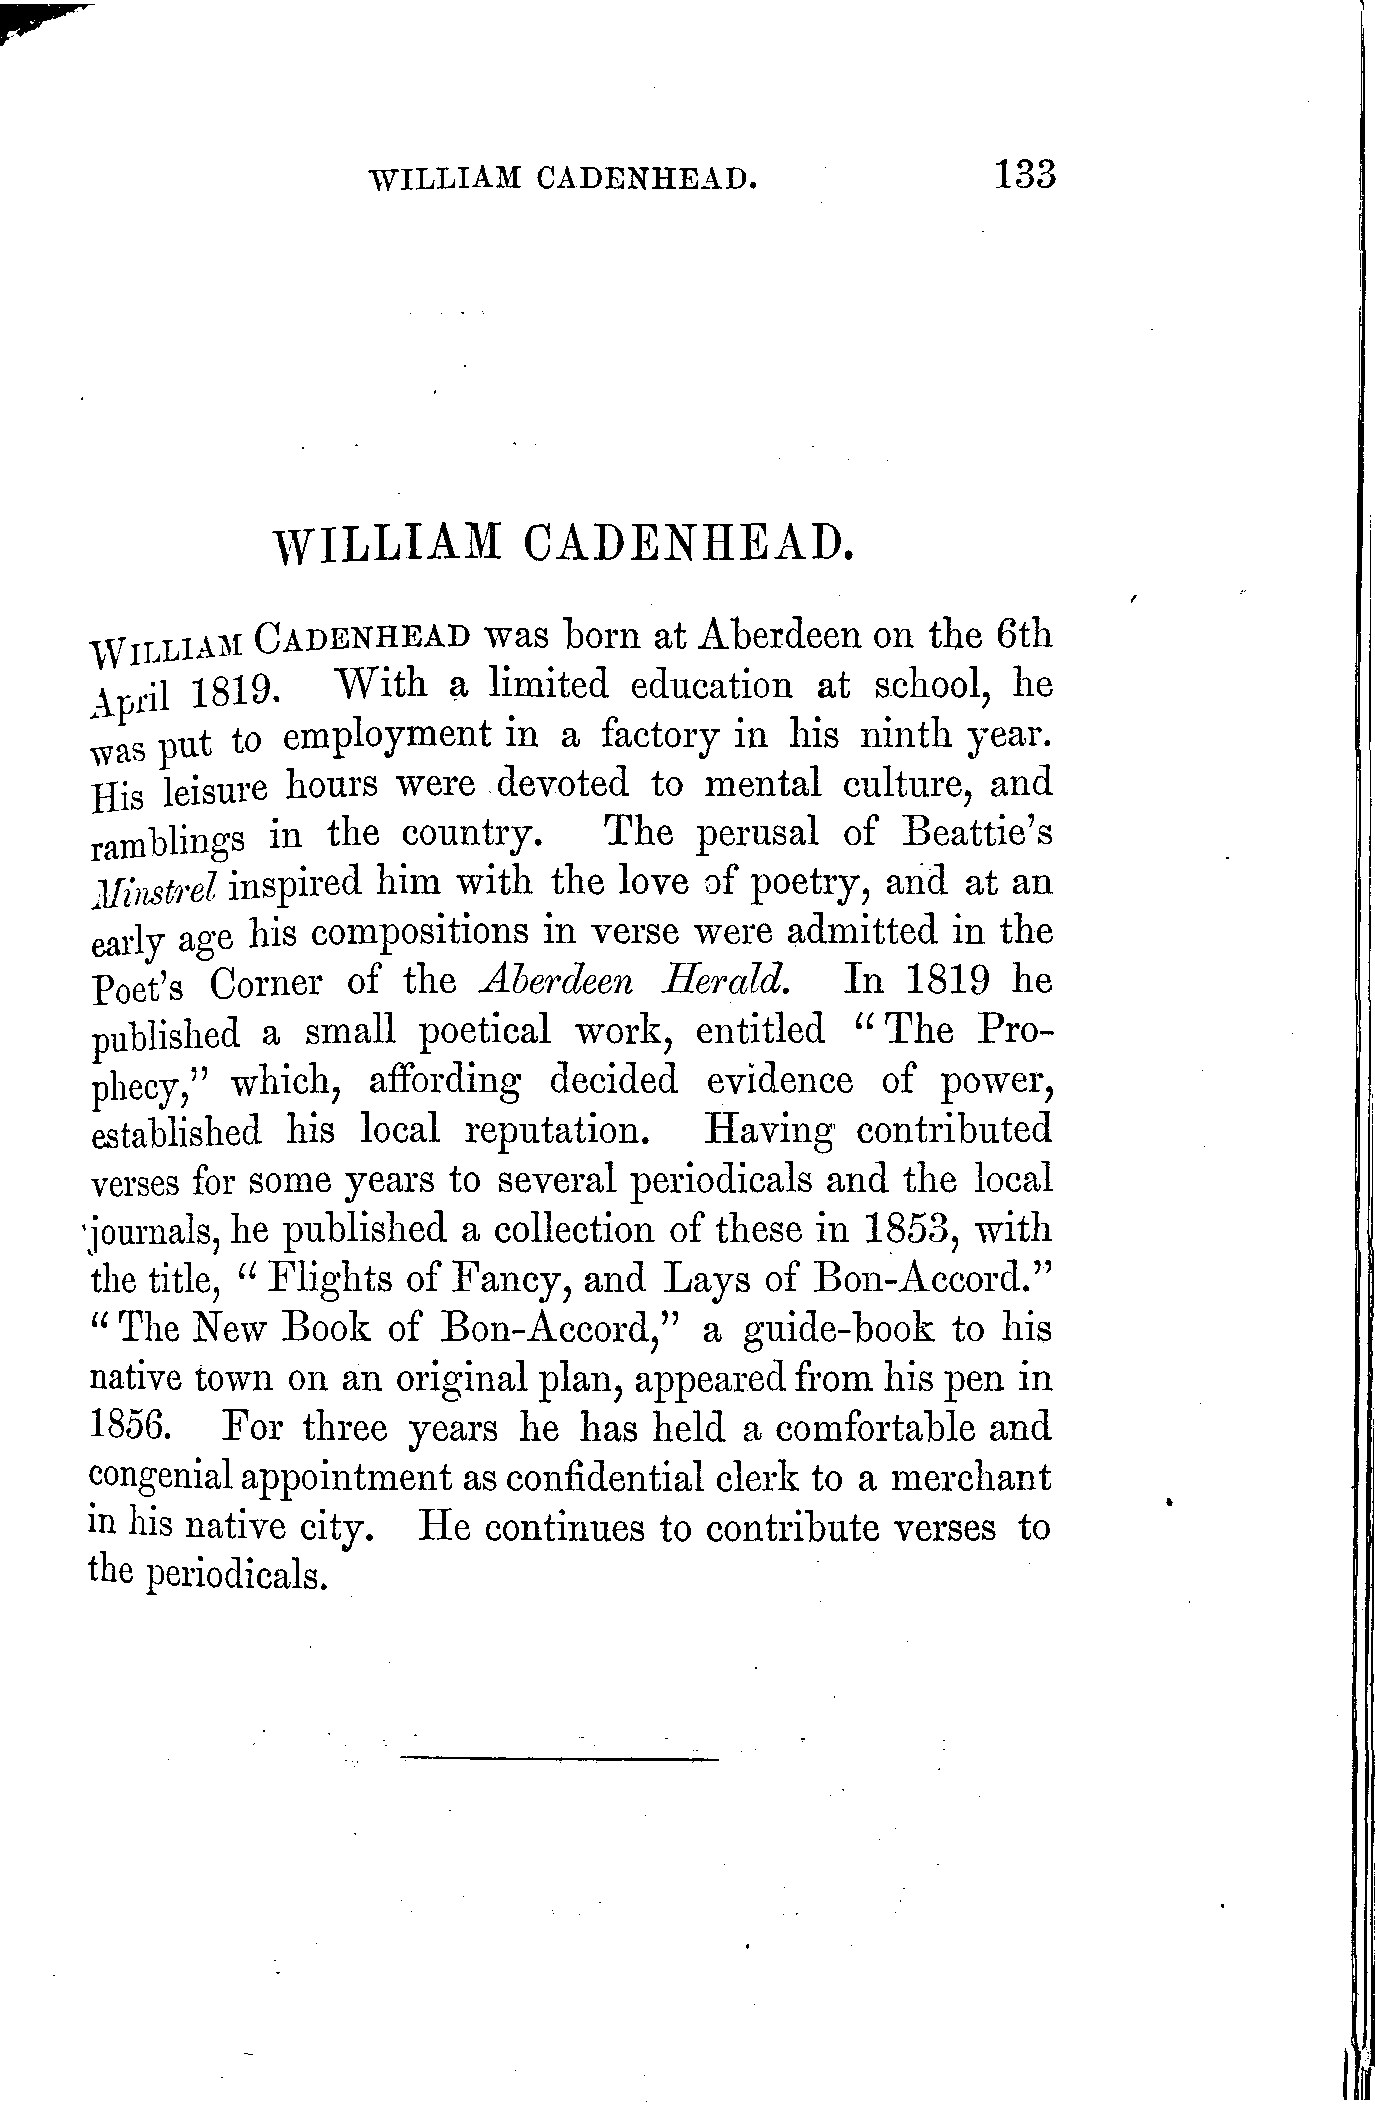 WILLIAM CADENHEAD. 133
WILLIAM CADENHEAD.
WILLIAM CADENHEAD was born at Aberdeen on the 6th
April 1819. With a limited education at school, he
was put to employment in a factory in his ninth year.
His leisure hours were devoted to mental culture, and
ramblings in the country. The perusal of Beattie's
Minstrel inspired him with the love of poetry, and at an
early age his compositions in verse were admitted in the
Poet's Corner of the Aberdeen Herald. In 1819 he
published a small poetical work, entitled "The Pro-
phecy," which, affording decided evidence of power,
established his local reputation. Having contributed
verses for some years to several periodicals and the local
journals, he published a collection of these in 1853, with
the title, "Flights of Fancy, and Lays of Bon-Accord."
"The New Book of Bon-Accord," a guide-book to his
native town on an original plan, appeared from his pen in
1856. For three years he has held a comfortable and
congenial appointment as confidential clerk to a merchant
in his native city. He continues to contribute verses to
the periodicals.